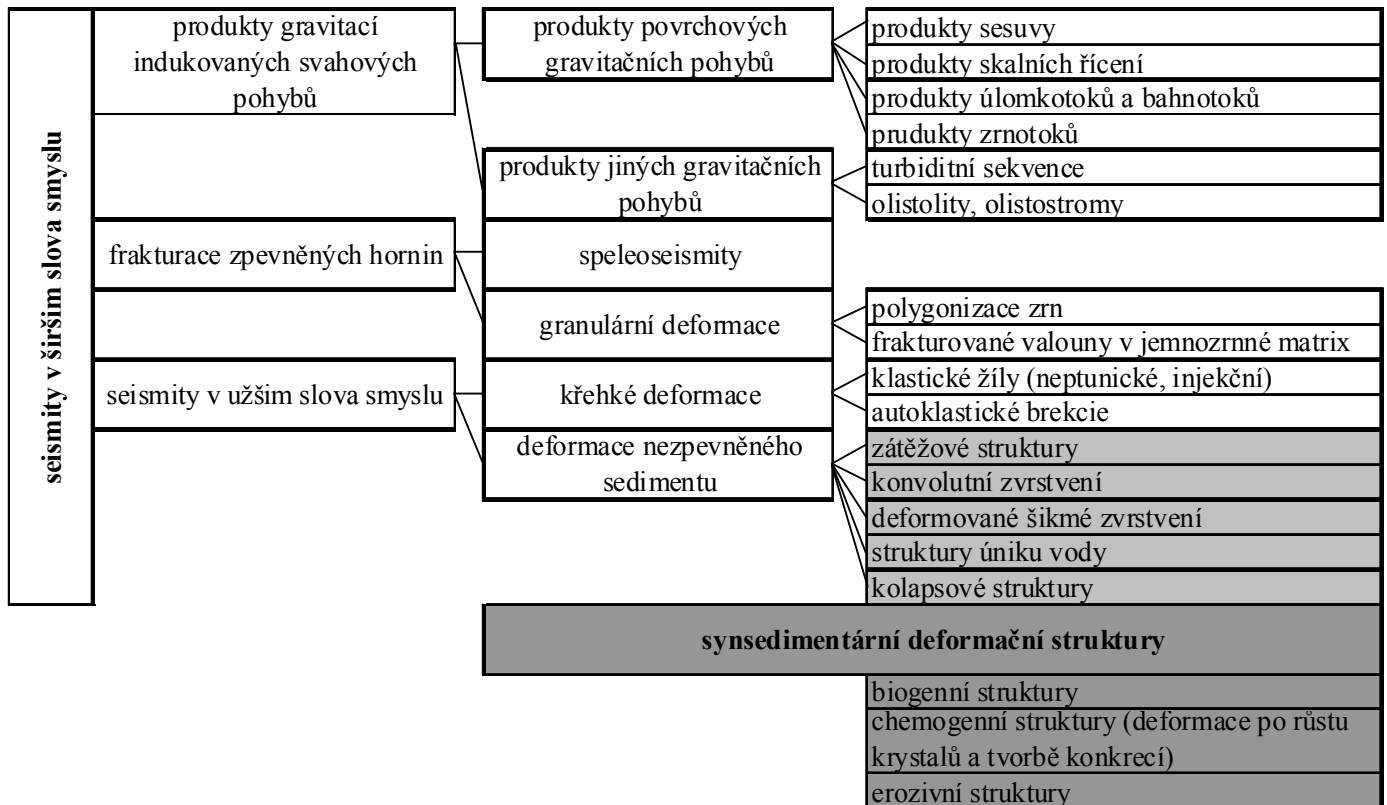 seismity v širším slova smyslu
produkty gravitací
indukovaných svahových
pohybů
produkty povrchových
gravitačních pohybů
produkty sesuvy
produkty skalních řícení
produkty úlomkotoků a bahnotoků
prudukty zrnotoků
produkty jiných gravitačních
pohybů
turbiditní sekvence
olistolity, olistostromy
frakturace zpevněných hornin
speleoseismity
granulární deformace
polygonizace zrn
frakturované valouny v jemnozrnné matrix
seismity v užším slova smyslu
křehké deformace
klastické žíly (neptunické, injekční)
autoklastické brekcie
deformace nezpevněného
sedimentu
zátěžové struktury
konvolutní zvrstvení
deformované šikmé zvrstvení
struktury úniku vody
kolapsové struktury
synsedimentární deformační struktury
biogenní struktury
chemogenní struktury (deformace po růstu
krystalů a tvorbě konkrecí)
erozivní struktury